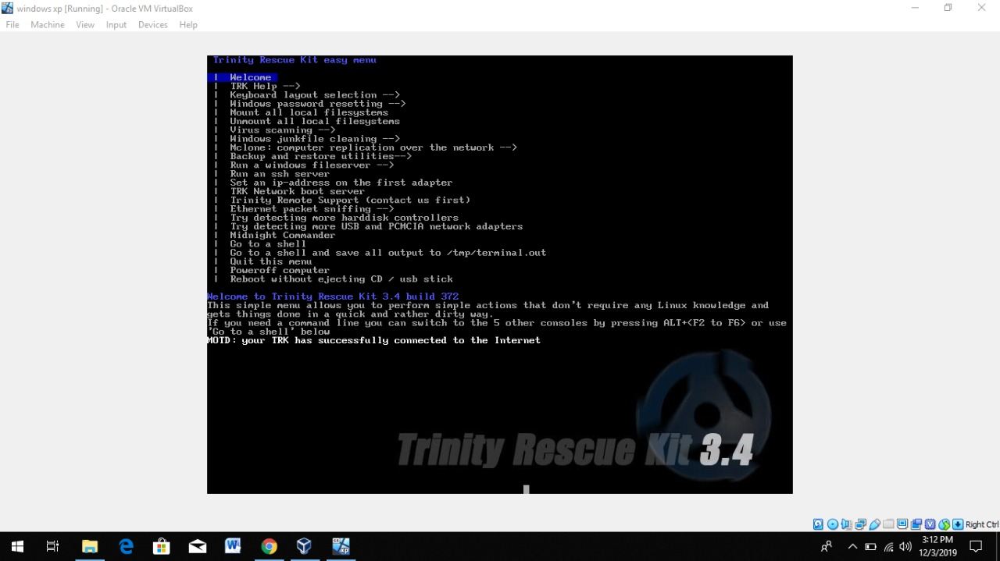 windows xp [Running] - Oracle VM VirtualBox
File Machine View Input Devices Help
Trinity Rescue Kit easy menu
| Welcome
| TRK Help -->
| Keyboard layout selection -->
| Windows password resetting -->
| Mount all local filesystems
| Unmount all local filesystems
| Virus scanning -->
| Windows junkfile cleaning -->
| Mclone: computer replication over the network -->
| Backup and restore utilities-->
| Run a windows fileserver -->
| Run an ssh server
| Set an ip-address on the first adapter
| TRK Network boot server
| Trinity Remote Support (contact us first)
| Ethernet packet sniffing -->
| Try detecting more harddisk controllers
| Try detecting more USB and PCMCIA network adapters
| Midnight Commander
| Go to a shell
| Go to a shell and save all output to /tmp/terminal.out
| Quit this menu
| Poweroff computer
| Reboot without ejecting CD / usb stick
Welcome to Trinity Rescue Kit 3.4 build 372
This simple menu allows you to perform simple actions that don't require any Linux knowledge and
gets things done in a quick and rather dirty way.
If you need a command line you can switch to the 5 other consoles by pressing ALT+<F2 to F6> or use
'Go to a shell' below
MOTD: your TRK has successfully connected to the Internet
Trinity Rescue Kit 3.4
Right Ctrl
3:12 PM
12/3/2019